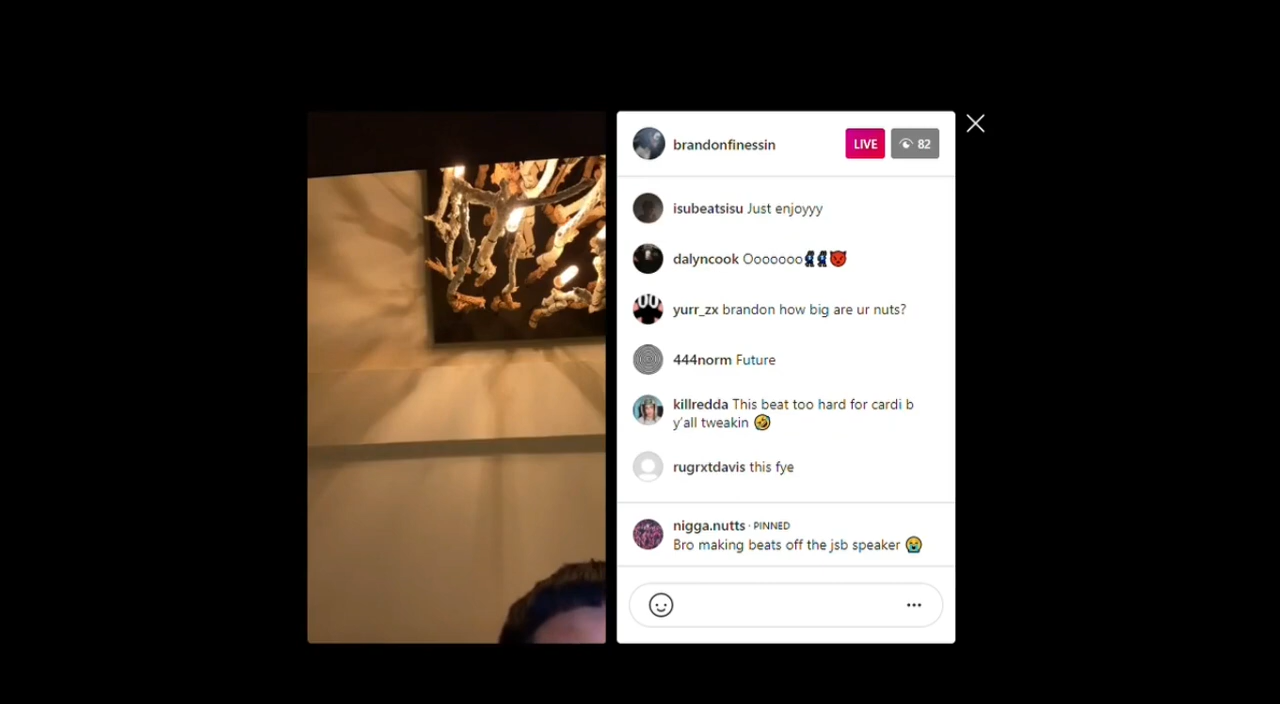 brandonfinessin
LIVE
82
isubeatsisu Just enjoyyy
dalyncook Ooooooo👥👥😈
yurr_zx brandon how big are ur nuts?
444norm Future
killredda This beat too hard for cardi b
y'all tweakin 🤣
rugrxtdavis this fye
nigga.nutts · PINNED
Bro making beats off the jsb speaker 😭